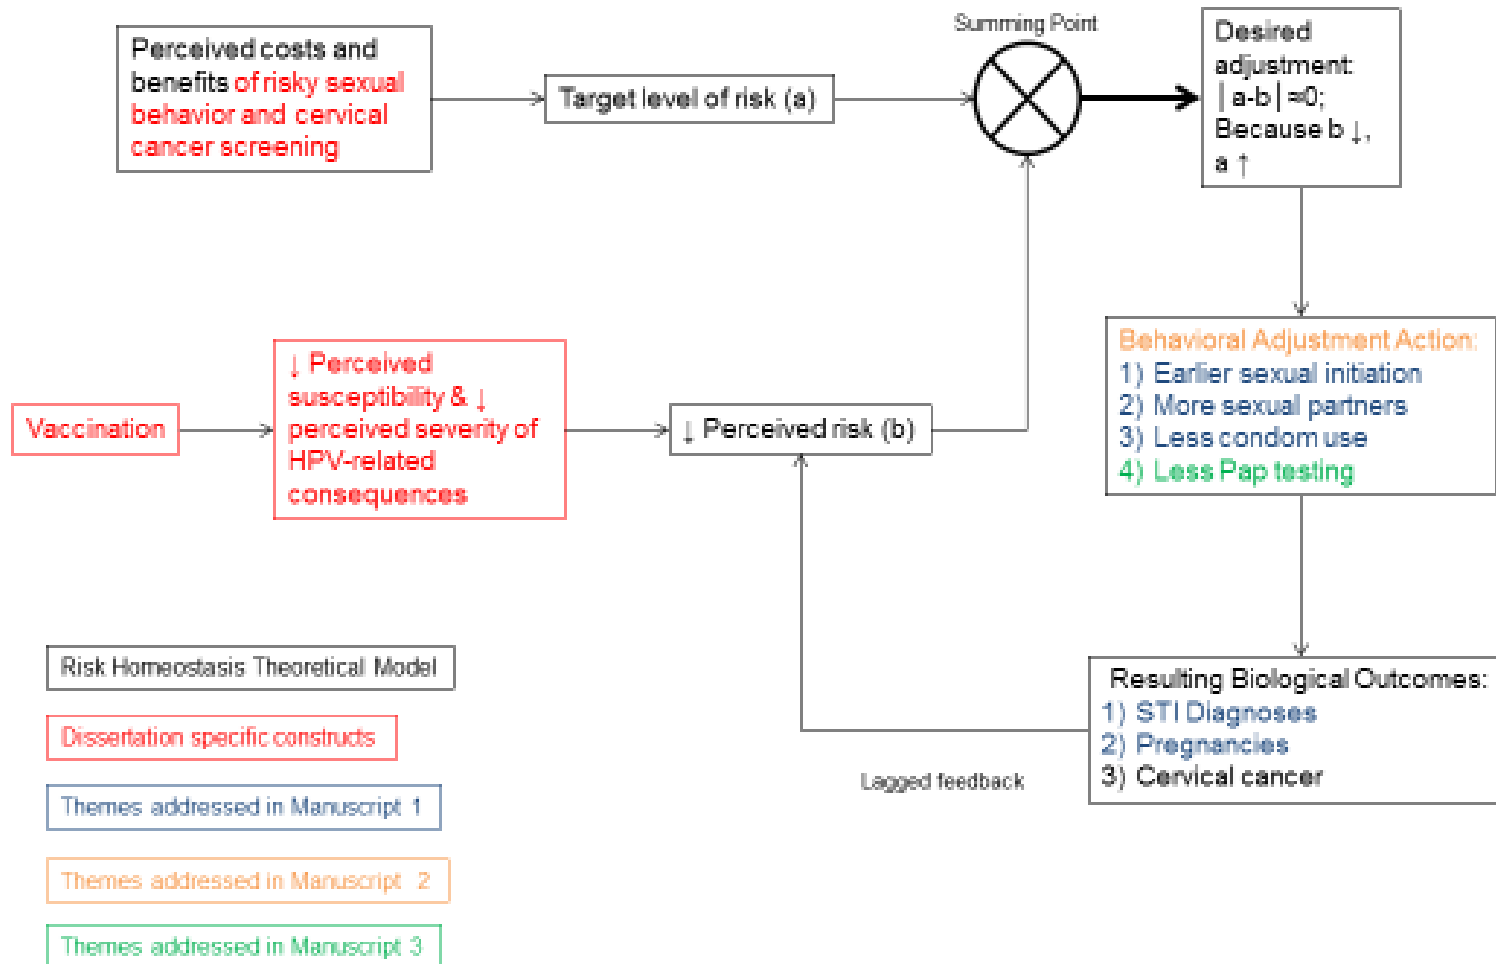 Summing Point
Perceived costs and
benefits of risky sexual
behavior and cervical
cancer screening
Target level of risk (a)
Desired
adjustment:
│a-b│≈0;
Because b ↓,
a ↑
Vaccination
↓ Perceived
susceptibility & ↓
perceived severity of
HPV-related
consequences
↓ Perceived risk (b)
Behavioral Adjustment Action:
1) Earlier sexual initiation
2) More sexual partners
3) Less condom use
4) Less Pap testing
Resulting Biological Outcomes:
1) STI Diagnoses
2) Pregnancies
3) Cervical cancer
Lagged feedback
Risk Homeostasis Theoretical Model
Dissertation specific constructs
Themes addressed in Manuscript 1
Themes addressed in Manuscript 2
Themes addressed in Manuscript 3